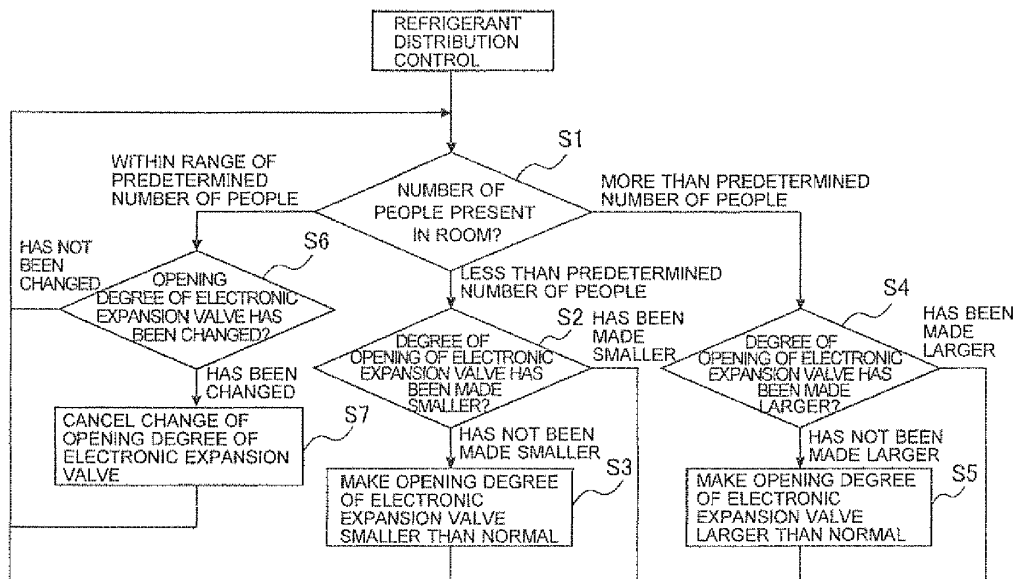 REFRIGERANT
DISTRIBUTION
CONTROL
S1
WITHIN RANGE OF
PREDETERMINED
NUMBER OF PEOPLE
NUMBER OF
PEOPLE PRESENT
IN ROOM?
MORE THAN PREDETERMINED
NUMBER OF PEOPLE
HAS NOT
BEEN
CHANGED
S6
OPENING
DEGREE OF ELECTRONIC
EXPANSION VALVE HAS
BEEN CHANGED?
LESS THAN PREDETERMINED
NUMBER OF PEOPLE
S2
HAS BEEN
MADE
SMALLER
DEGREE OF
OPENING OF ELECTRONIC
EXPANSION VALVE HAS
BEEN MADE
SMALLER?
S4
HAS BEEN
MADE
LARGER
DEGREE OF
OPENING OF ELECTRONIC
EXPANSION VALVE HAS
BEEN MADE
LARGER?
HAS BEEN
CHANGED
S7
CANCEL CHANGE OF
OPENING DEGREE OF
ELECTRONIC EXPANSION
VALVE
HAS NOT BEEN
MADE SMALLER
S3
MAKE OPENING DEGREE
OF ELECTRONIC
EXPANSION VALVE
SMALLER THAN NORMAL
HAS NOT BEEN
MADE LARGER
S5
MAKE OPENING DEGREE
OF ELECTRONIC
EXPANSION VALVE
LARGER THAN NORMAL